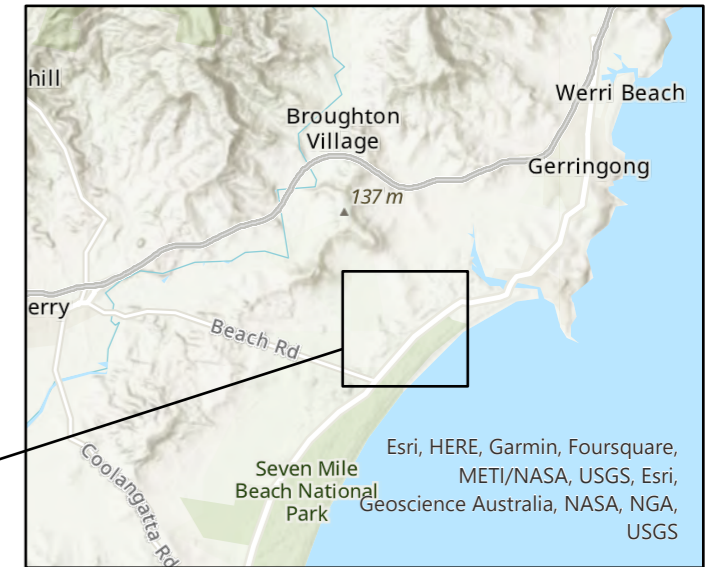 hill
Werri Beach
Broughton
Village
Gerringong
137 m
erry
Beach Rd
Coolangatta Rd
Seven Mile
Beach National
Park
Esri, HERE, Garmin, Foursquare,
METI/NASA, USGS, Esri,
Geoscience Australia, NASA, NGA,
USGS